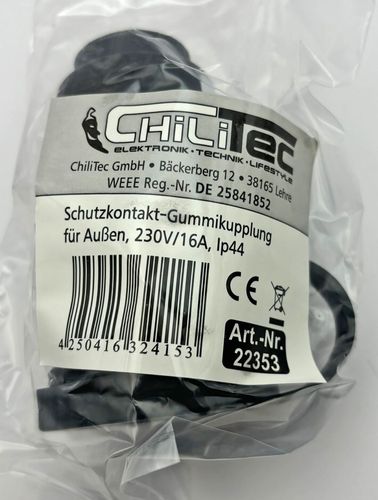 CHiLiTEC
ELEKTRONIK • TECHNIK • LIFESTYLE
ChiliTec GmbH • Bäckerberg 12 • 38165 Lehre
WEEE Reg.-Nr. DE 25841852
Schutzkontakt-Gummikupplung
für Außen, 230V/16A, Ip44
CE
4 250416 324153
Art.-Nr.
22353